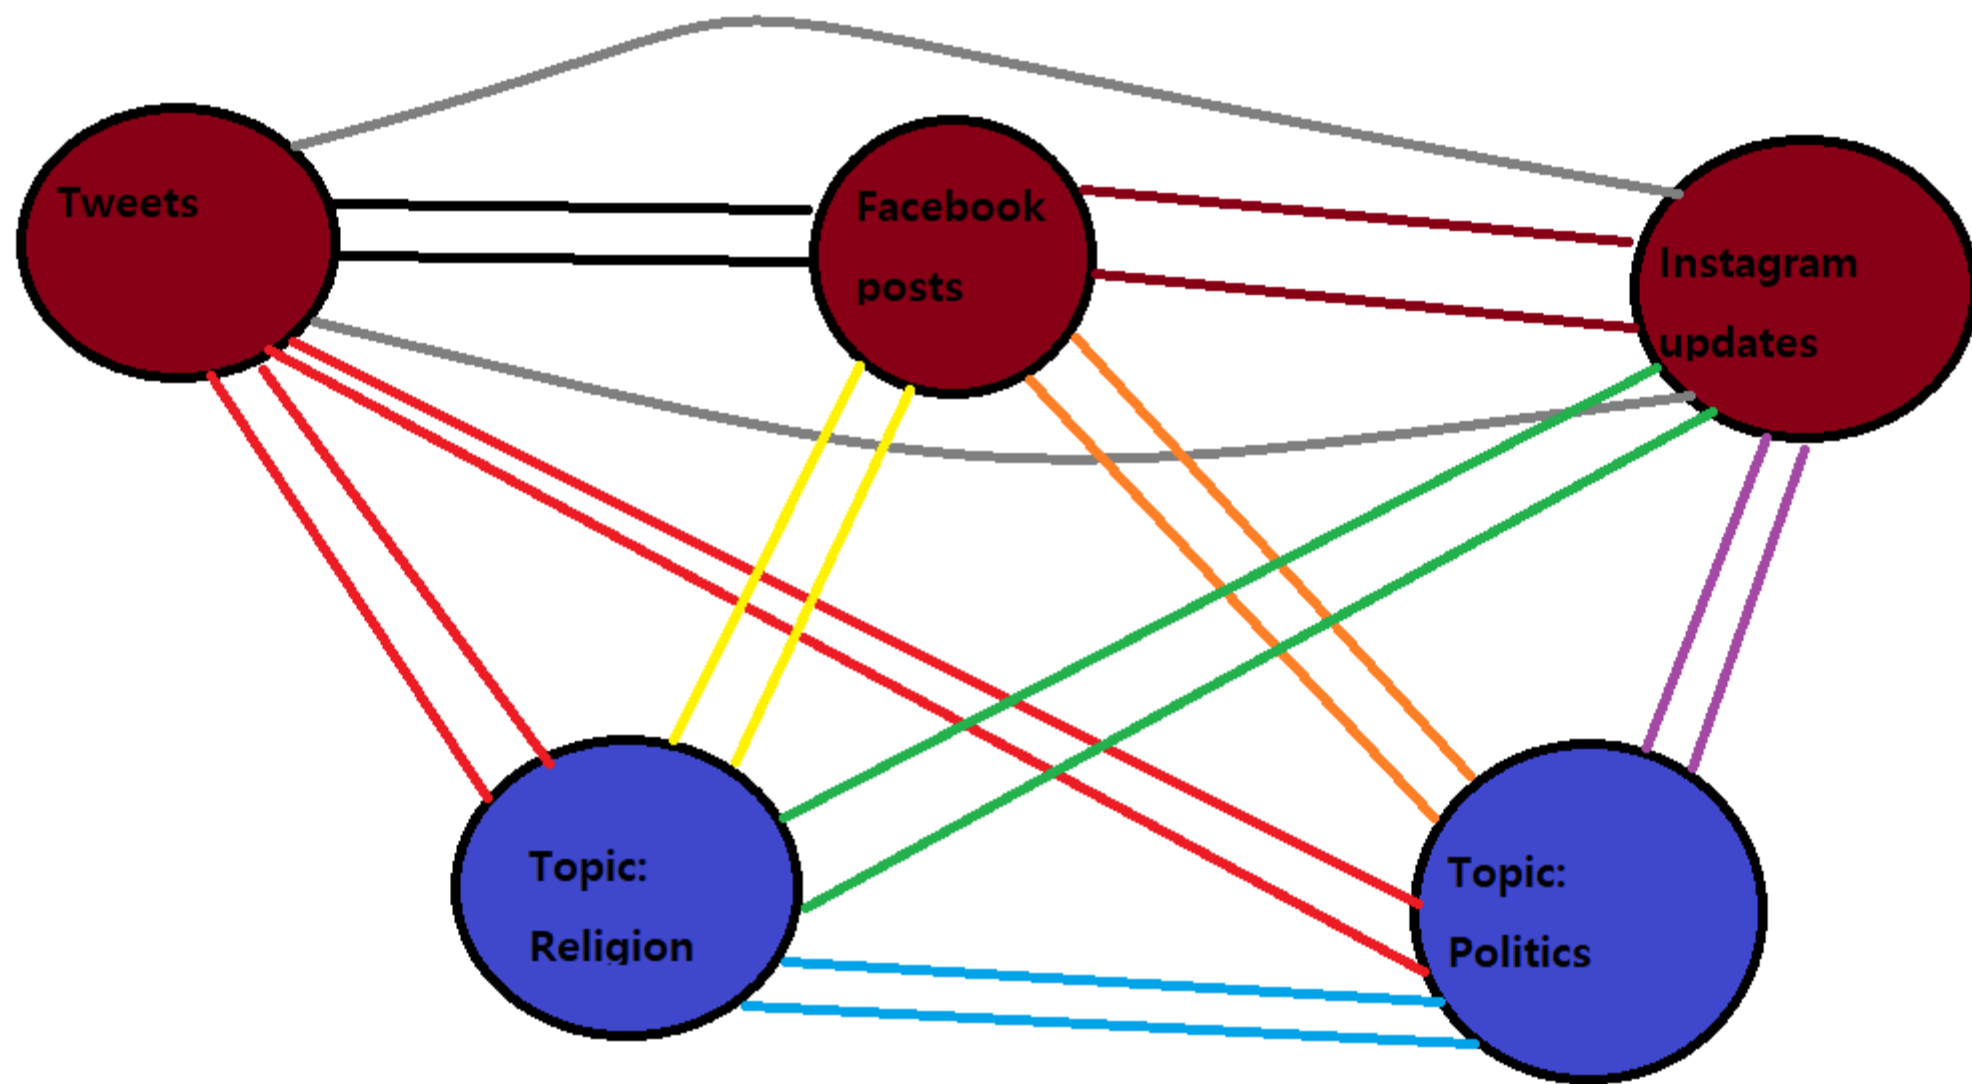 Tweets
Facebook
posts
Instagram
updates
Topic:
Religion
Topic:
Politics